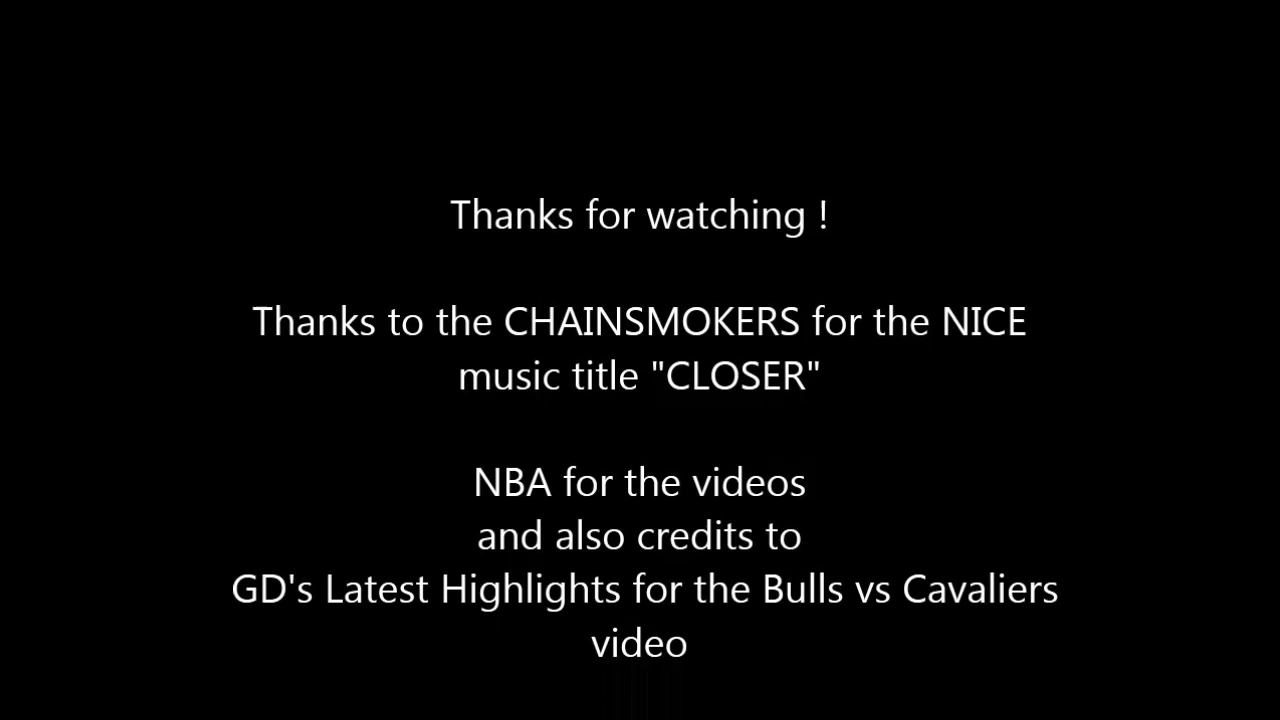 Thanks for watching !
Thanks to the CHAINSMOKERS for the NICE
music title "CLOSER"
NBA for the videos
and also credits to
GD's Latest Highlights for the Bulls vs Cavaliers
video